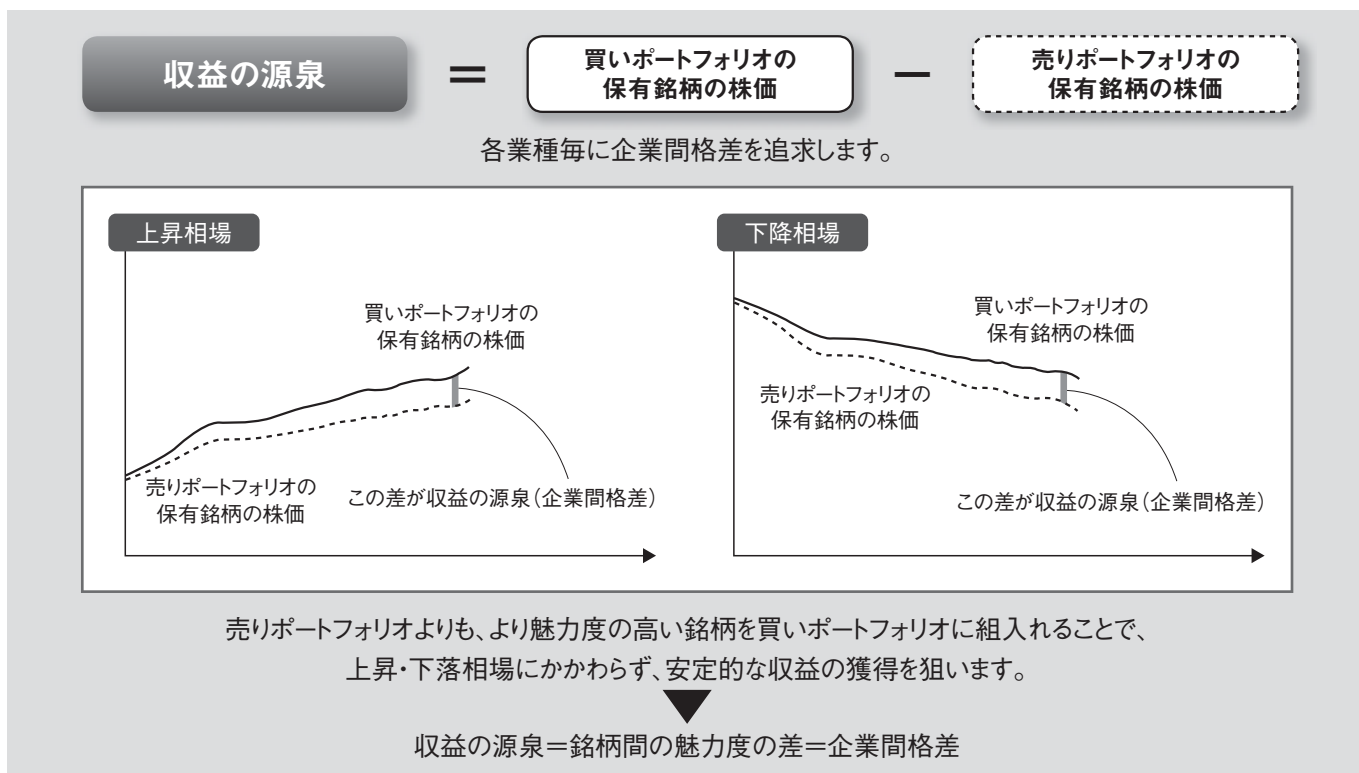 収益の源泉
＝
買いポートフォリオの
保有銘柄の株価
－
売りポートフォリオの
保有銘柄の株価
各業種毎に企業間格差を追求します。
上昇相場
買いポートフォリオの
保有銘柄の株価
売りポートフォリオの
保有銘柄の株価
この差が収益の源泉（企業間格差）
下降相場
買いポートフォリオの
保有銘柄の株価
売りポートフォリオの
保有銘柄の株価
この差が収益の源泉（企業間格差）
売りポートフォリオよりも、より魅力度の高い銘柄を買いポートフォリオに組入れることで、
上昇・下落相場にかかわらず、安定的な収益の獲得を狙います。
収益の源泉＝銘柄間の魅力度の差＝企業間格差